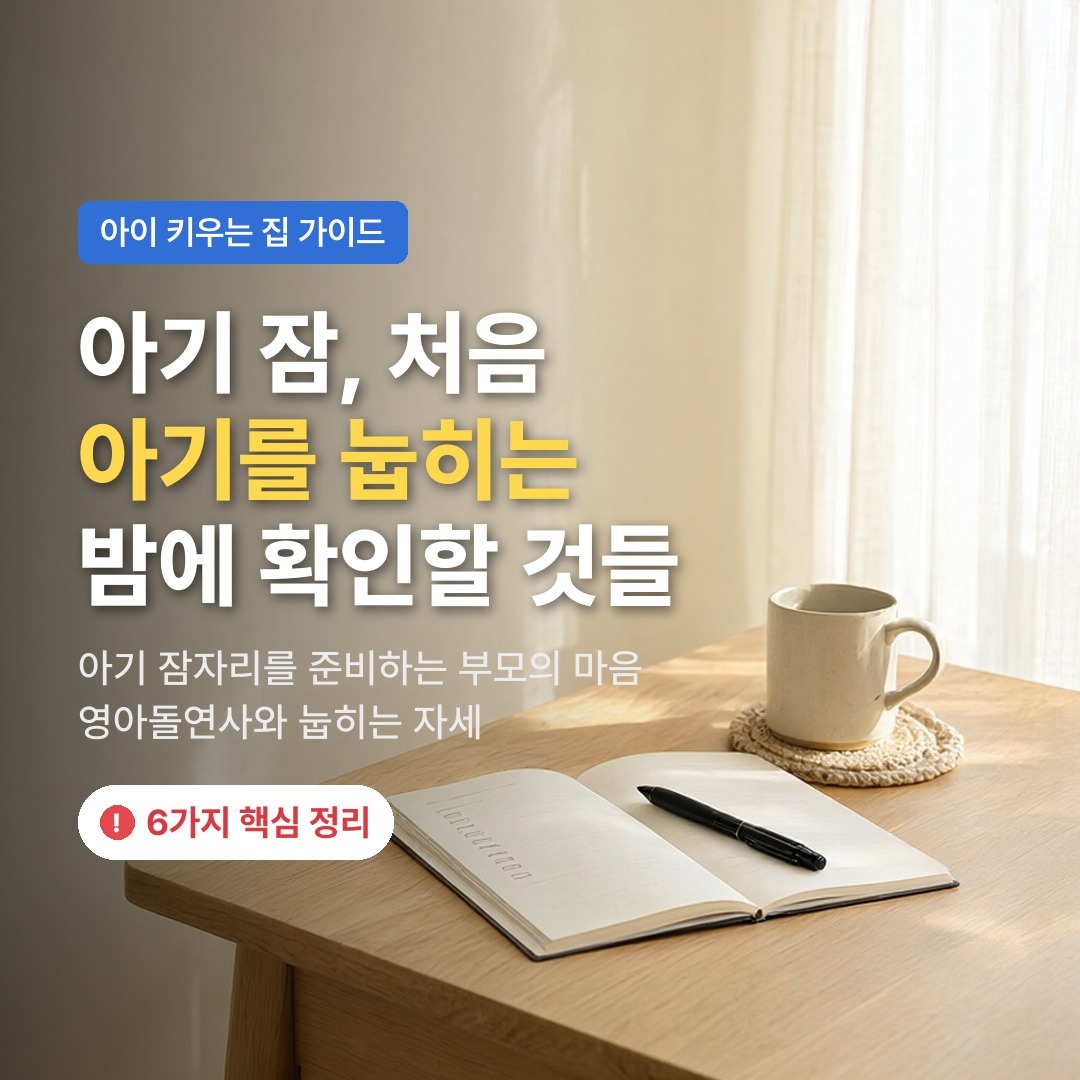 아이 키우는 집 가이드
아기 잠, 처음
아기를 눕히는
밤에 확인할 것들
아기 잠자리를 준비하는 부모의 마음
영아돌연사와 눕히는 자세
! 6가지 핵심 정리